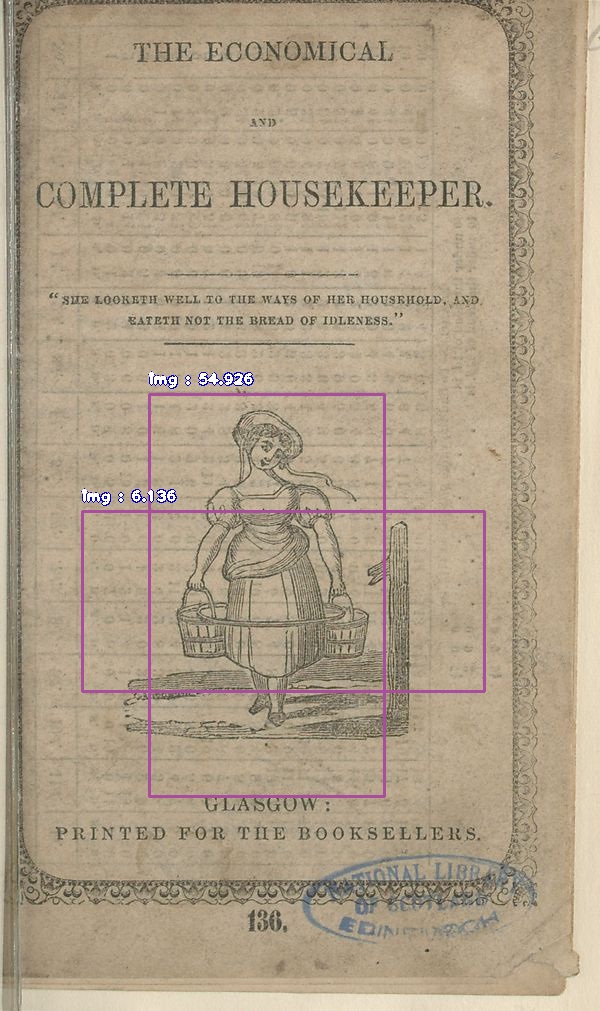 THE ECONOMICAL
AND
COMPLETE HOUSEKEEPER.
"SHE LOOKETH WELL TO THE WAYS OF HER HOUSEHOLD, AND
EATETH NOT THE BREAD OF IDLENESS."
img : 54.926
img : 6.136
GLASGOW:
PRINTED FOR THE BOOKSELLERS.
NATIONAL LIBRARY
OF SCOTLAND
EDINBURGH
136.